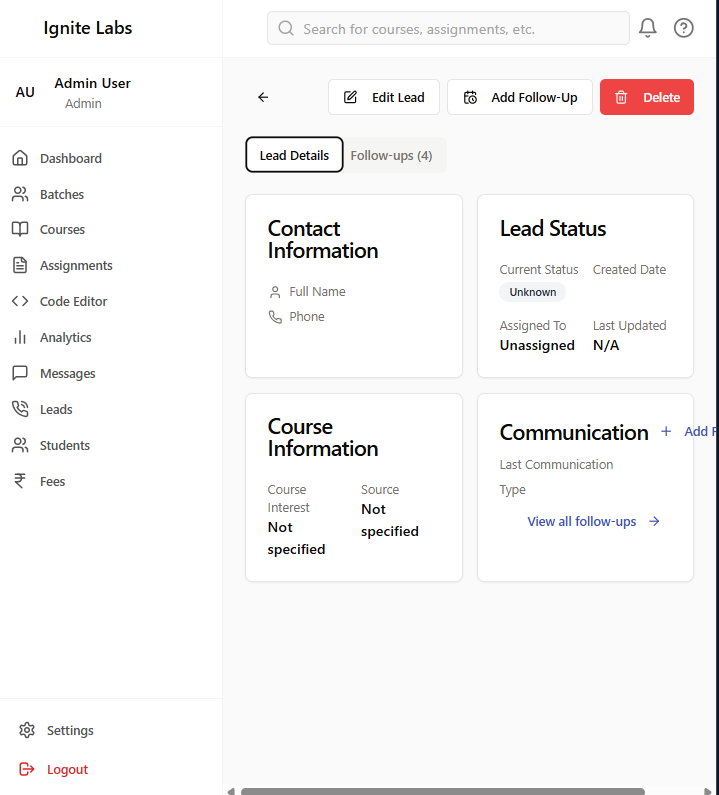 Ignite Labs
Search for courses, assignments, etc.
AU
Admin User
Admin
Dashboard
Batches
Courses
Assignments
Code Editor
Analytics
Messages
Leads
Students
Fees
Settings
Logout
Edit Lead
Add Follow-Up
Delete
Lead Details
Follow-ups (4)
Contact
Information
Full Name
Phone
Lead Status
Current Status
Created Date
Unknown
Assigned To
Last Updated
Unassigned
N/A
Course
Information
Course
Interest
Not
specified
Source
Not
specified
Communication
Add F
Last Communication
Type
View all follow-ups